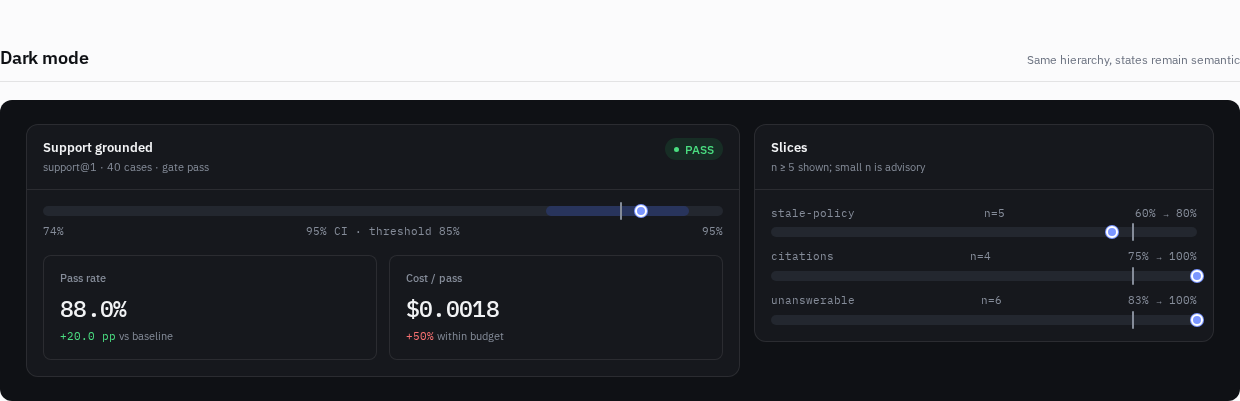 Dark mode
Same hierarchy, states remain semantic
Support grounded
support@1 · 40 cases · gate pass
PASS
74%
95% CI · threshold 85%
95%
Pass rate
88.0%
+20.0 pp vs baseline
Cost / pass
$0.0018
+50% within budget
Slices
n ≥ 5 shown; small n is advisory
stale-policy n=5 60% → 80%
citations n=4 75% → 100%
unanswerable n=6 83% → 100%